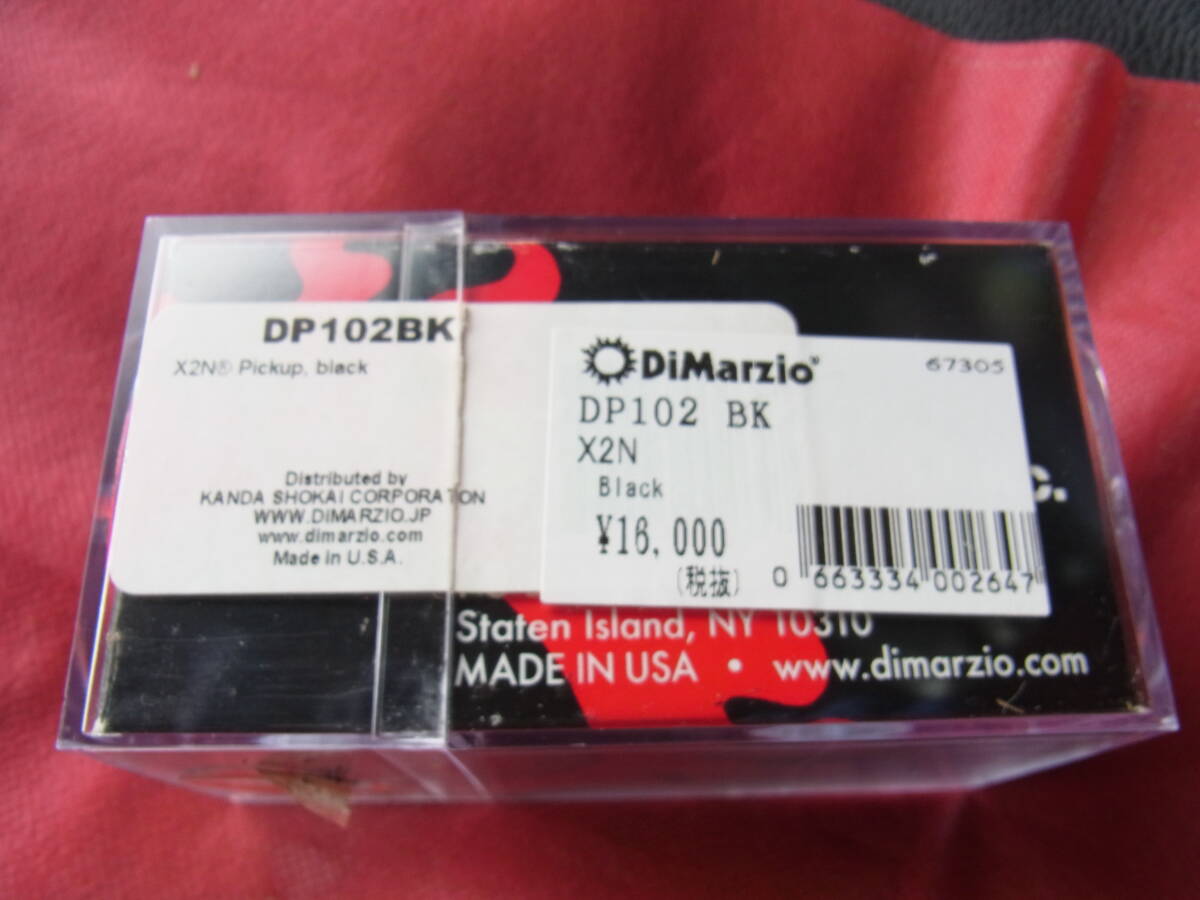 DP102BK
X2N® Pickup, black
Distributed by
KANDA SHOKAI CORPORATON
WWW.DIMARZIO.JP
www.dimarzio.com
Made in U.S.A.
DiMarzio®
67305
DP102 BK
X2N
Black
¥16,000
(税抜)
0 663334 002647
C.
Staten Island, NY 10310
MADE IN USA • www.dimarzio.com